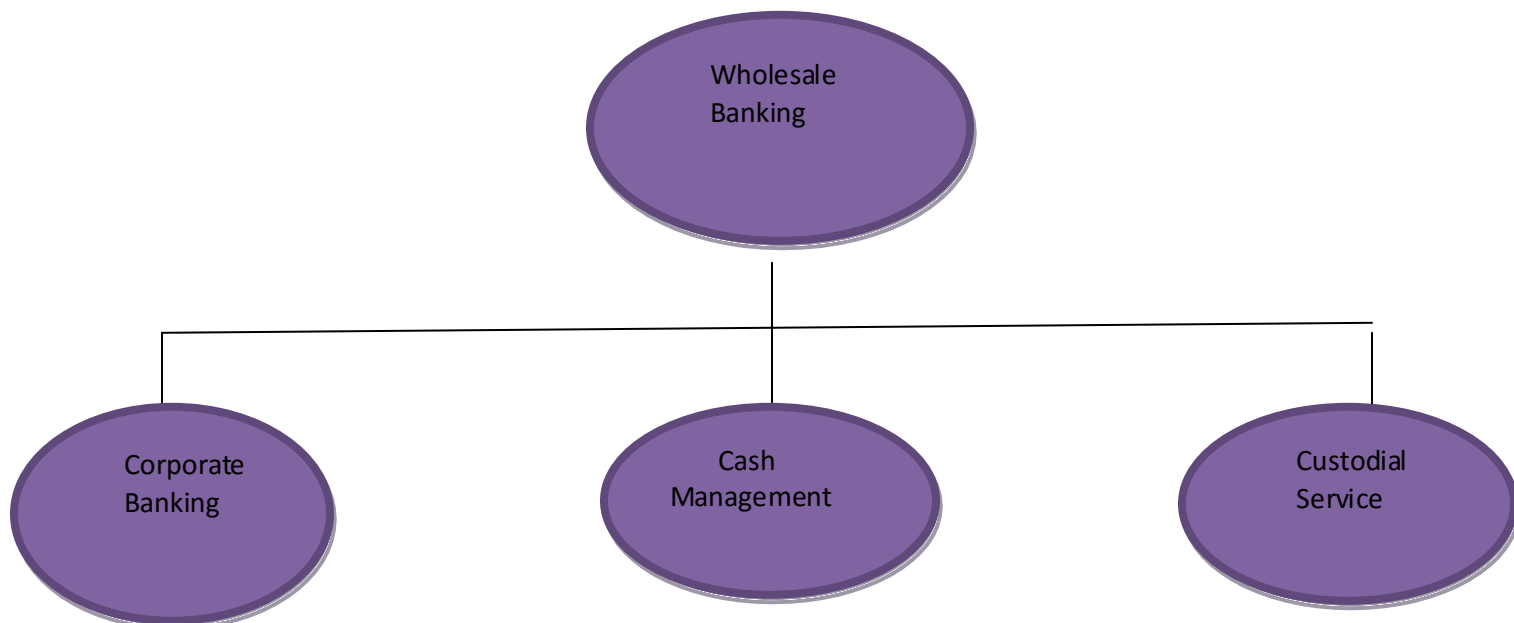 Wholesale
Banking
Corporate
Banking
Cash
Management
Custodial
Service